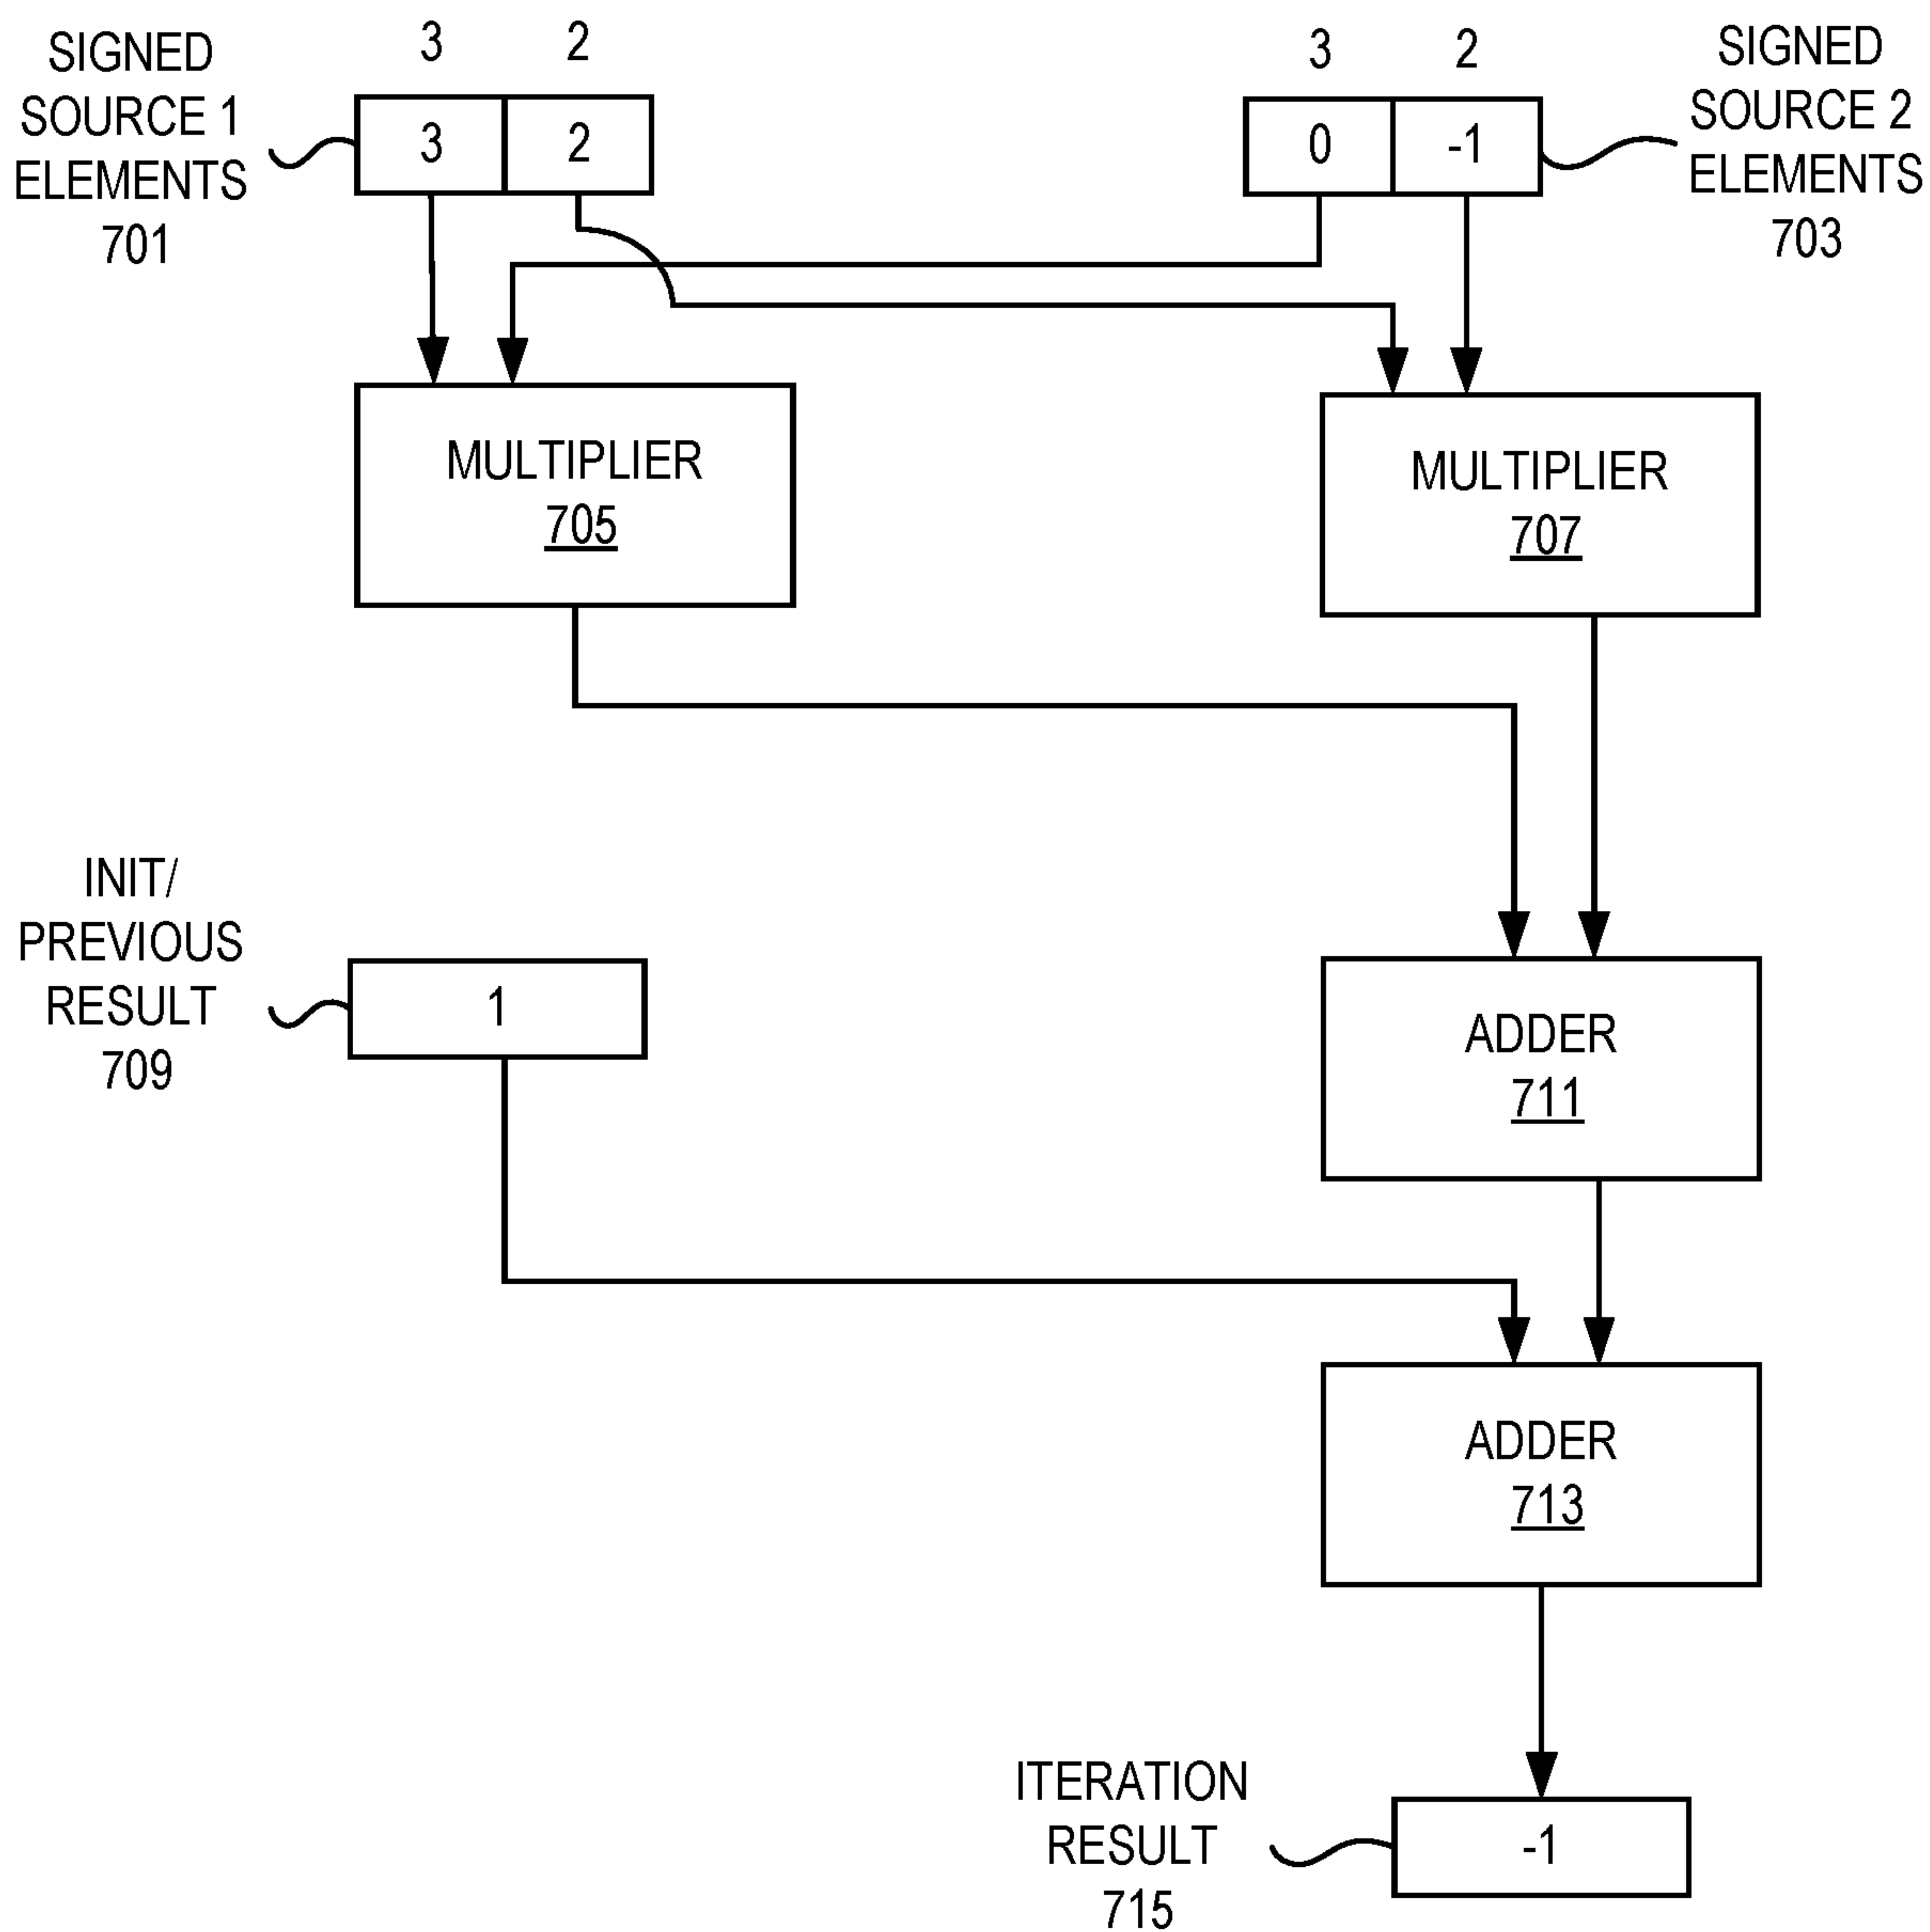 SIGNED
SOURCE 1
ELEMENTS
701
3 2
3 2
3 2
0 -1
SIGNED
SOURCE 2
ELEMENTS
703
MULTIPLIER
705
MULTIPLIER
707
INIT/
PREVIOUS
RESULT
709
1
ADDER
711
ADDER
713
ITERATION
RESULT
715
-1